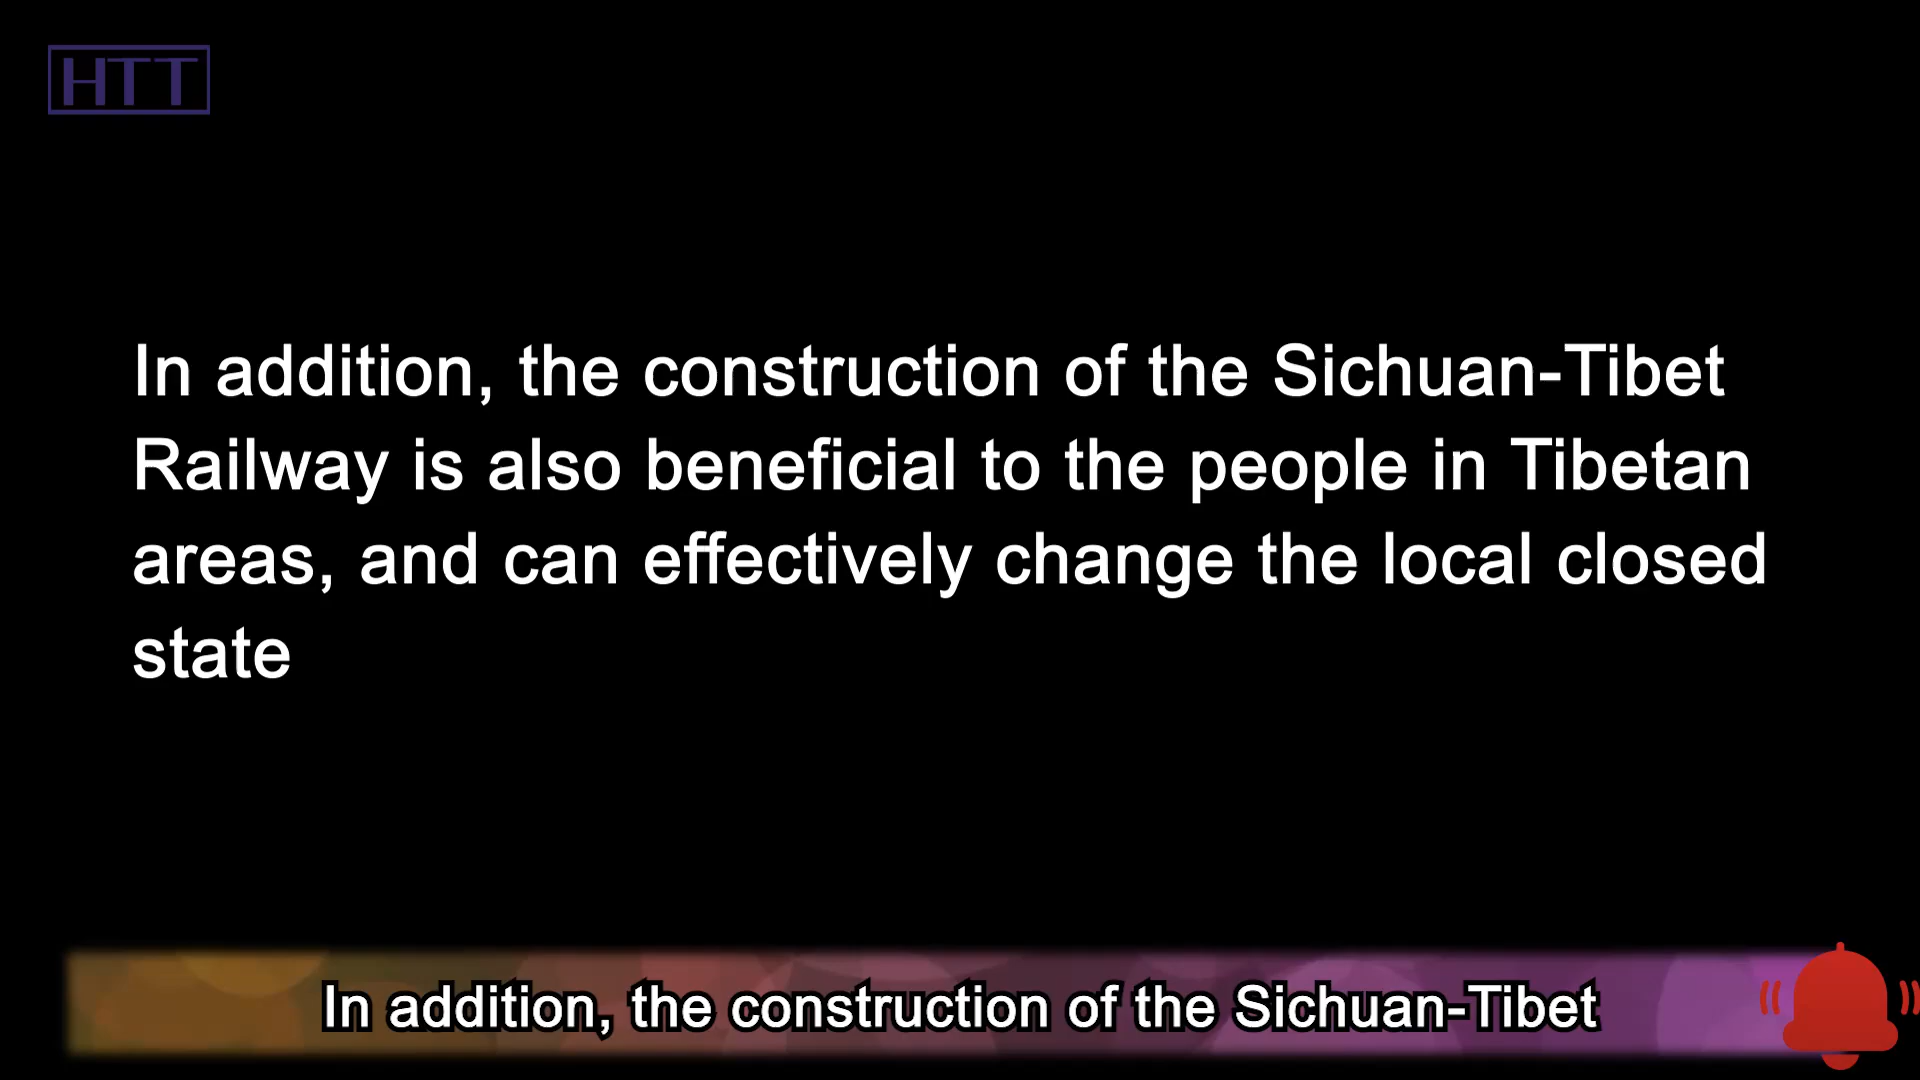 HTT
In addition, the construction of the Sichuan-Tibet
Railway is also beneficial to the people in Tibetan
areas, and can effectively change the local closed
state
In addition, the construction of the Sichuan-Tibet